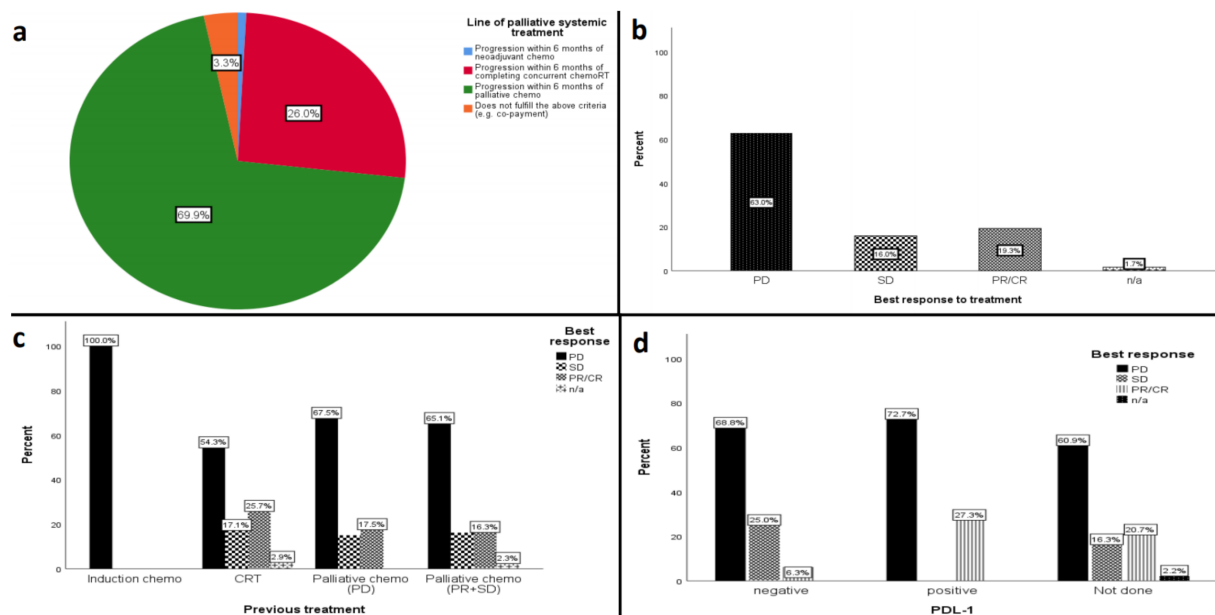 a
Line of palliative systemic
treatment
Progression within 6 months of
neoadjuvant chemo
Progression within 6 months of
completing concurrent chemoRT
Progression within 6 months of
palliative chemo
Does not fulfill the above criteria
(e.g. co-payment)
3.3%
26.0%
69.9%
b
Percent
100
80
60
40
20
0
63.0%
16.0%
19.3%
1.7%
PD
SD
PR/CR
n/a
Best response to treatment
c
Percent
100
80
60
40
20
0
Best
response
PD
SD
PR/CR
n/a
100.0%
54.3%
17.1%
25.7%
2.9%
67.5%
17.5%
65.1%
16.3%
2.3%
Induction chemo
CRT
Palliative chemo
(PD)
Palliative chemo
(PR+SD)
Previous treatment
d
Percent
100
80
60
40
20
0
Best response
PD
SD
PR/CR
n/a
68.8%
25.0%
6.3%
72.7%
27.3%
60.9%
16.3%
20.7%
2.2%
negative
positive
Not done
PDL-1